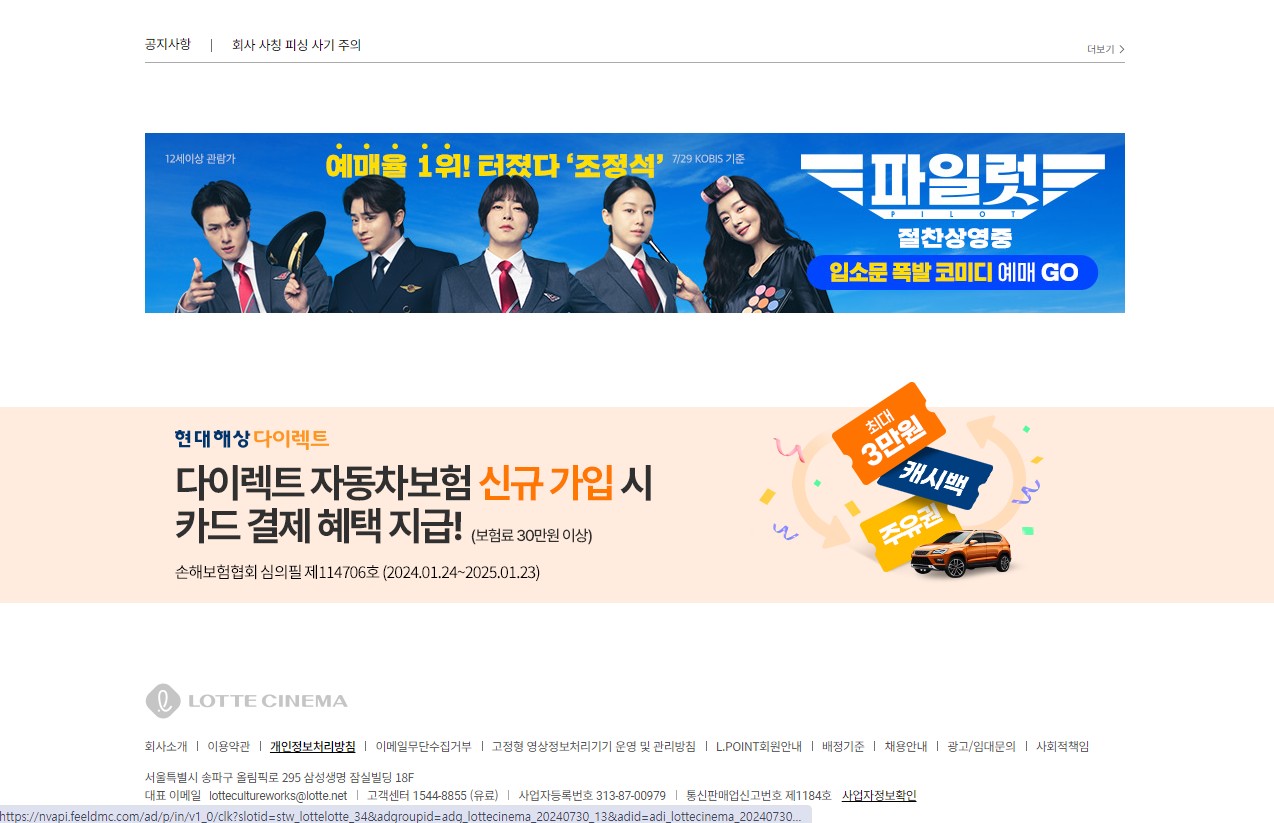 공지사항 | 회사 사칭 피싱 사기 주의
더보기
12세이상 관람가
예매율 1위! 터졌다 ‘조정석’ 7/29 KOBIS 기준
파일럿
PILOT
절찬상영중
입소문 폭발 코미디 예매 GO
현대해상다이렉트
다이렉트 자동차보험 신규 가입 시
카드 결제 혜택 지급! (보험료 30만원 이상)
손해보험협회 심의필 제114706호 (2024.01.24~2025.01.23)
최대
3만원
캐시백
주유권
LOTTE CINEMA
회사소개 | 이용약관 | 개인정보처리방침 | 이메일무단수집거부 | 고정형 영상정보처리기기 운영 및 관리방침 | L.POINT회원안내 | 배정기준 | 채용안내 | 광고/임대문의 | 사회적책임
서울특별시 송파구 올림픽로 295 삼성생명 잠실빌딩 18F
대표 이메일 lottecultureworks@lotte.net | 고객센터 1544-8855 (유료) | 사업자등록번호 313-87-00979 | 통신판매업신고번호 제1184호 사업자정보확인
https://nvapi.feeldmc.com/ad/p/in/v1_0/clk?slotid=stw_lottelotte_34&adgroupid=adg_lottecinema_20240730_13&adid=adi_lottecinema_20240730...